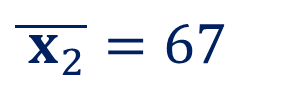 x̅₂ = 67